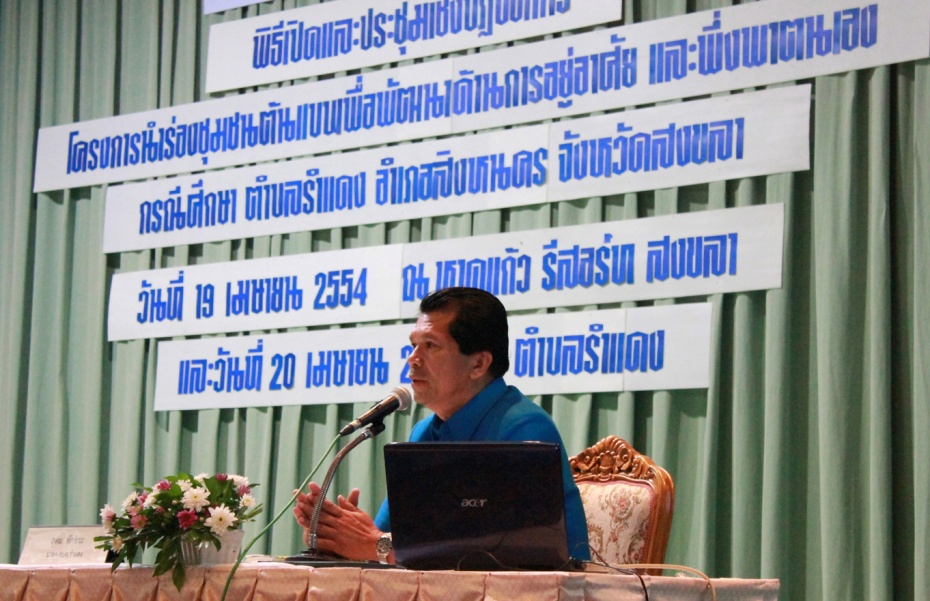 พิธีเปิดและประชุมเชิงปฏิบัติการ
โครงการนำร่องชุมชนต้นแบบเพื่อพัฒนาด้านการอยู่อาศัย และพึ่งพาตนเอง
กรณีศึกษา ตำบลรำแดง อำเภอสิงหนคร จังหวัดสงขลา
วันที่ 19 เมษายน 2554 ณ หาดแก้ว รีสอร์ท สงขลา
และวันที่ 20 เมษายน 2 ตำบลรำแดง
acer